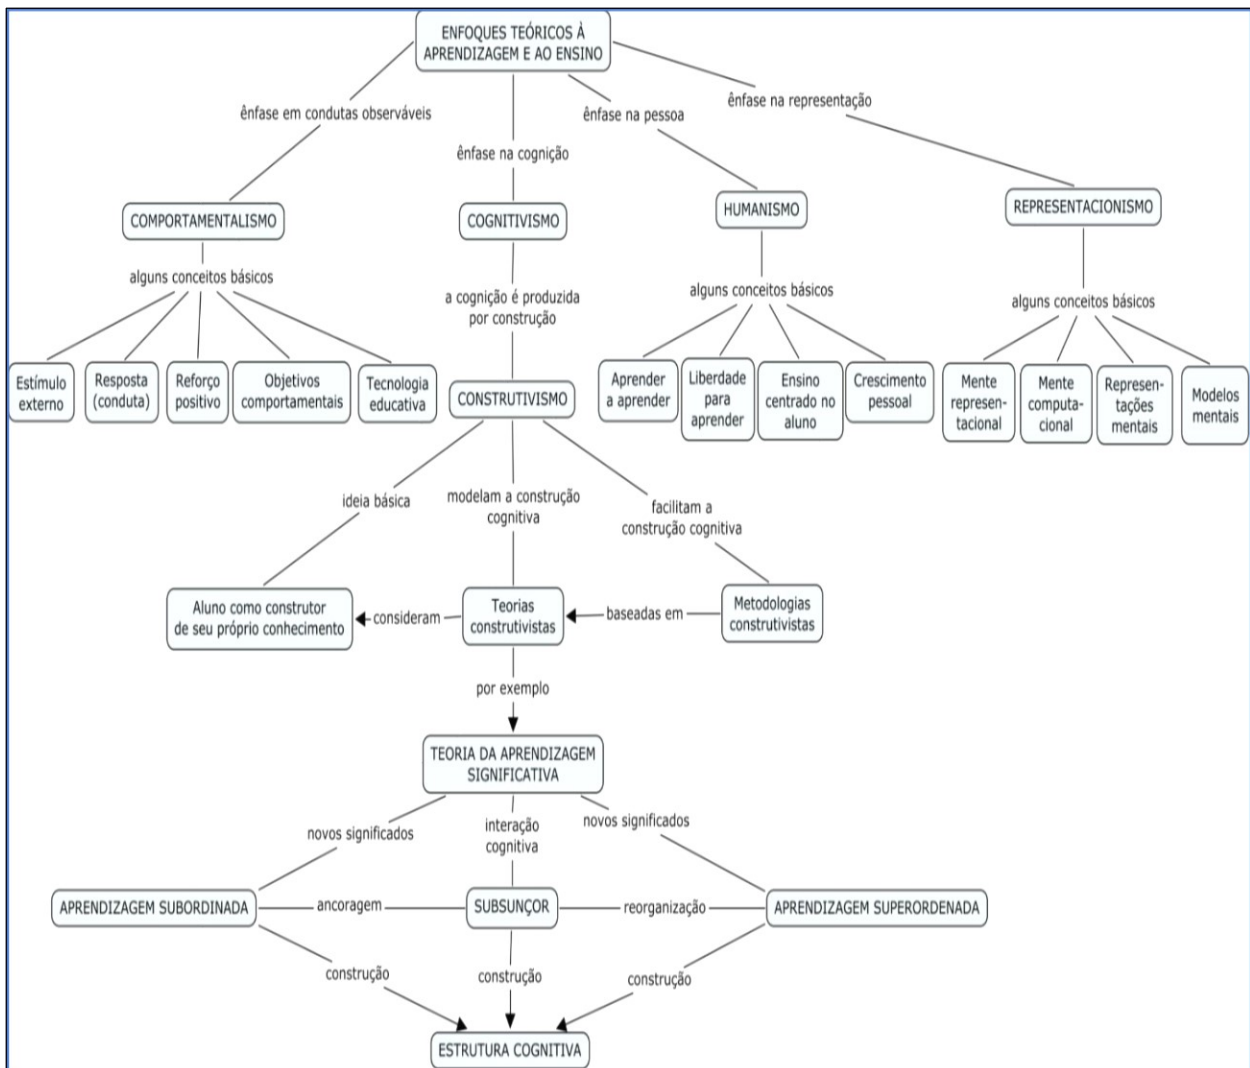 ENFOQUES TEÓRICOS À
APRENDIZAGEM E AO ENSINO
ênfase em condutas observáveis
ênfase na cognição
ênfase na pessoa
ênfase na representação
COMPORTAMENTALISMO
COGNITIVISMO
HUMANISMO
REPRESENTACIONISMO
alguns conceitos básicos
a cognição é produzida
por construção
alguns conceitos básicos
alguns conceitos básicos
Estímulo
externo
Resposta
(conduta)
Reforço
positivo
Objetivos
comportamentais
Tecnologia
educativa
CONSTRUTIVISMO
Aprender
a aprender
Liberdade
para
aprender
Ensino
centrado no
aluno
Crescimento
pessoal
Mente
represen-
tacional
Mente
computa-
cional
Represen-
tações
mentais
Modelos
mentais
ideia básica
modelam a construção
cognitiva
facilitam a
construção cognitiva
Aluno como construtor
de seu próprio conhecimento
consideram
Teorias
construtivistas
baseadas em
Metodologias
construtivistas
por exemplo
TEORIA DA APRENDIZAGEM
SIGNIFICATIVA
novos significados
interação
cognitiva
novos significados
APRENDIZAGEM SUBORDINADA
ancoragem
SUBSUNÇOR
reorganização
APRENDIZAGEM SUPERORDENADA
construção
construção
construção
ESTRUTURA COGNITIVA